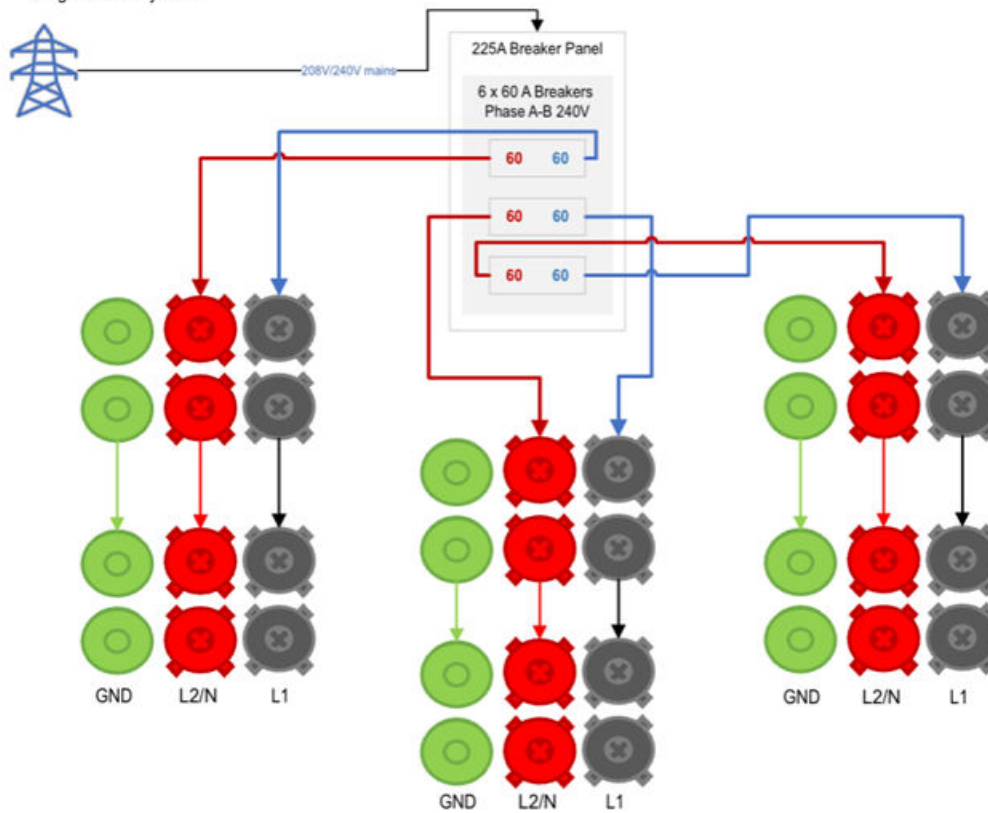 225A Breaker Panel
208V/240V mains
6 x 60 A Breakers
Phase A-B 240V
60 60
60 60
60 60
GND L2/N L1
GND L2/N L1
GND L2/N L1